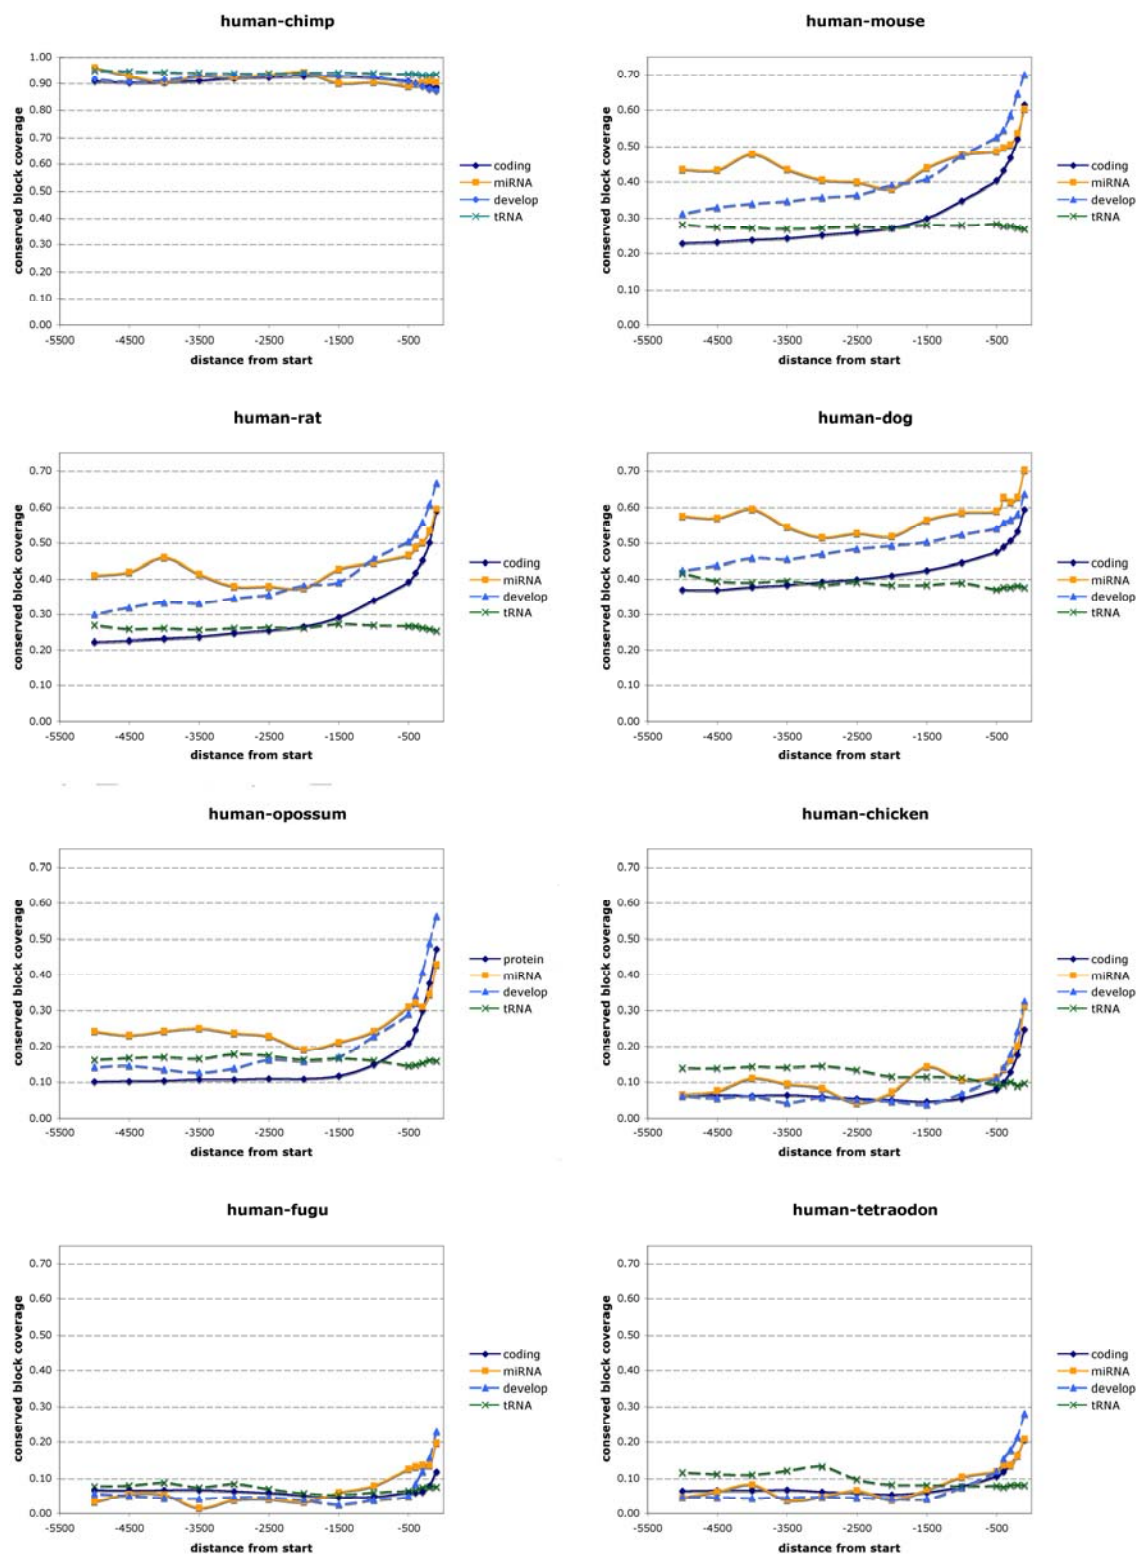 human-chimp
conserved block coverage
1.00
0.90
0.80
0.70
0.60
0.50
0.40
0.30
0.20
0.10
0.00
-5500 -4500 -3500 -2500 -1500 -500
distance from start
coding
miRNA
develop
tRNA
human-mouse
conserved block coverage
0.70
0.60
0.50
0.40
0.30
0.20
0.10
0.00
-5500 -4500 -3500 -2500 -1500 -500
distance from start
coding
miRNA
develop
tRNA
human-rat
conserved block coverage
0.70
0.60
0.50
0.40
0.30
0.20
0.10
0.00
-5500 -4500 -3500 -2500 -1500 -500
distance from start
coding
miRNA
develop
tRNA
human-dog
conserved block coverage
0.70
0.60
0.50
0.40
0.30
0.20
0.10
0.00
-5500 -4500 -3500 -2500 -1500 -500
distance from start
coding
miRNA
develop
tRNA
human-opossum
conserved block coverage
0.70
0.60
0.50
0.40
0.30
0.20
0.10
0.00
-5500 -4500 -3500 -2500 -1500 -500
distance from start
protein
miRNA
develop
tRNA
human-chicken
conserved block coverage
0.70
0.60
0.50
0.40
0.30
0.20
0.10
0.00
-5500 -4500 -3500 -2500 -1500 -500
distance from start
coding
miRNA
develop
tRNA
human-fugu
conserved block coverage
0.70
0.60
0.50
0.40
0.30
0.20
0.10
0.00
-5500 -4500 -3500 -2500 -1500 -500
distance from start
coding
miRNA
develop
tRNA
human-tetraodon
conserved block coverage
0.70
0.60
0.50
0.40
0.30
0.20
0.10
0.00
-5500 -4500 -3500 -2500 -1500 -500
distance from start
coding
miRNA
develop
tRNA